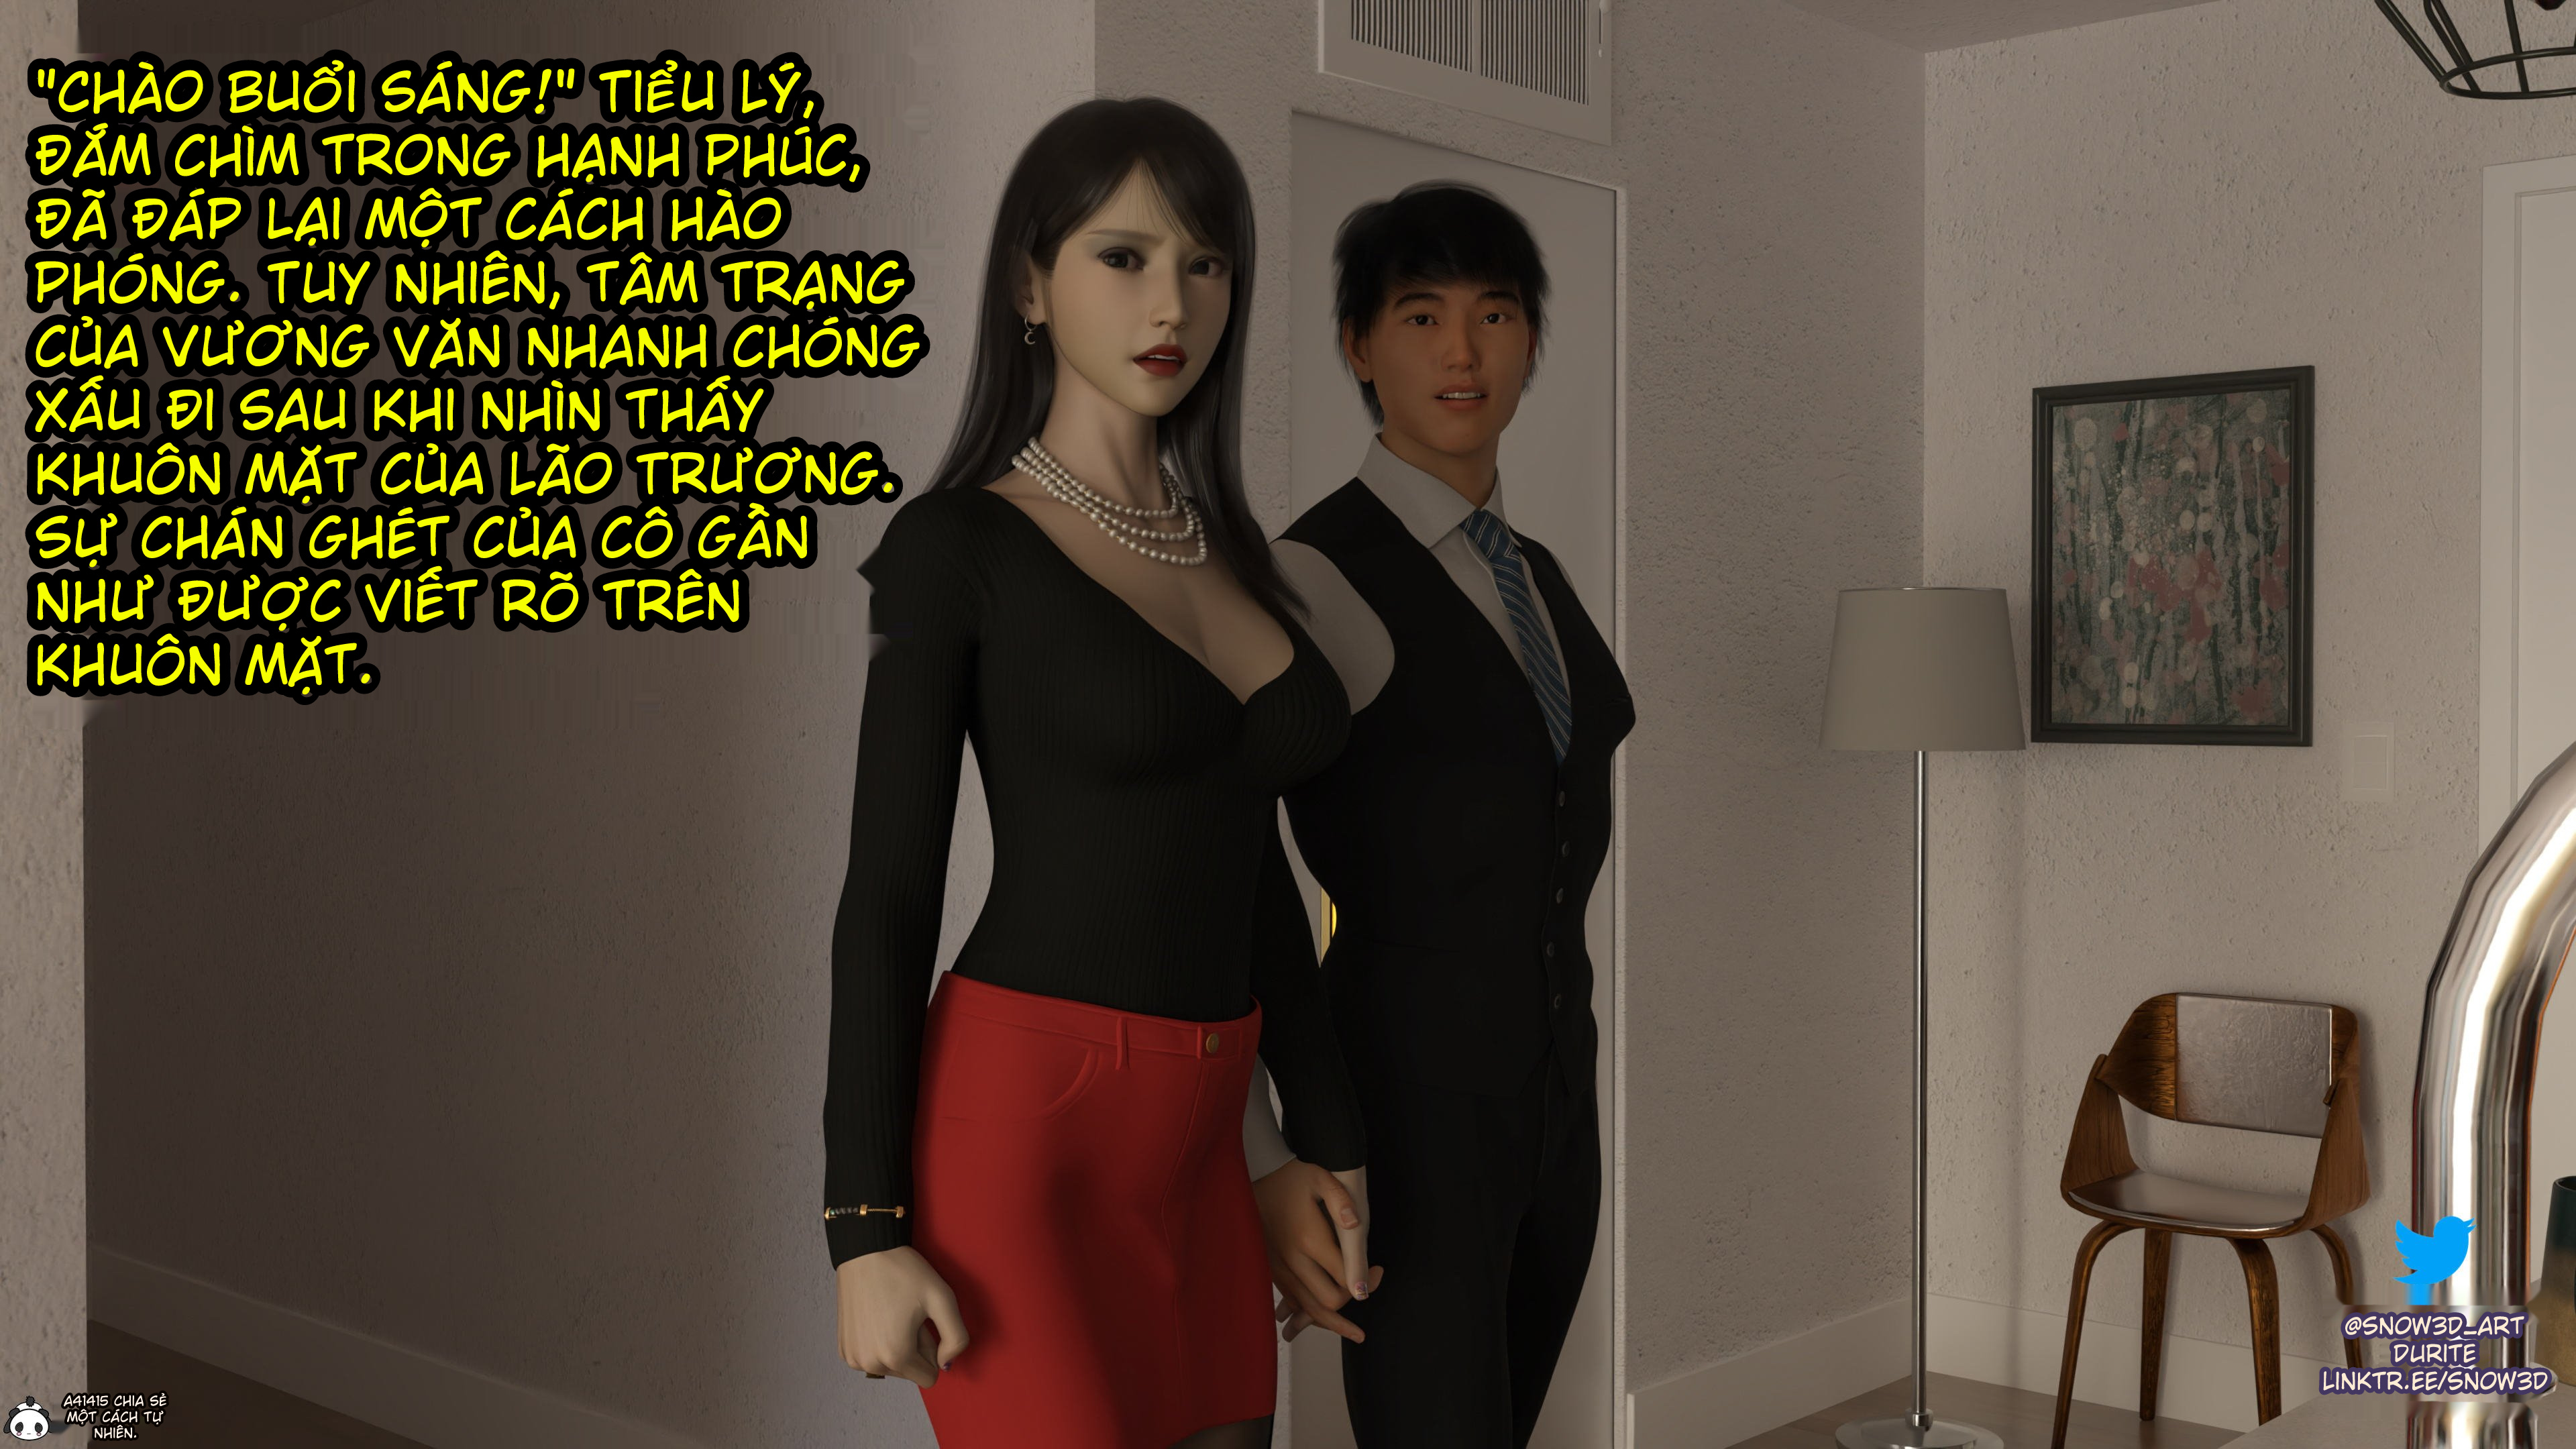 "CHÀO BUỔI SÁNG!" TIỂU LÝ,
ĐẮM CHÌM TRONG HẠNH PHÚC,
ĐÃ ĐÁP LẠI MỘT CÁCH HÀO
PHÓNG. TUY NHIÊN, TÂM TRẠNG
CỦA VƯƠNG VĂN NHANH CHÓNG
XẤU ĐI SAU KHI NHÌN THẤY
KHUÔN MẶT CỦA LÃO TRƯƠNG.
SỰ CHÁN GHÉT CỦA CÔ GẦN
NHƯ ĐƯỢC VIẾT RÕ TRÊN
KHUÔN MẶT.
@SNOW3D_ART
DURITE
LINKTR.EE/SNOW3D
A41415 CHIA SẺ
MỘT CÁCH TỰ
NHIÊN.